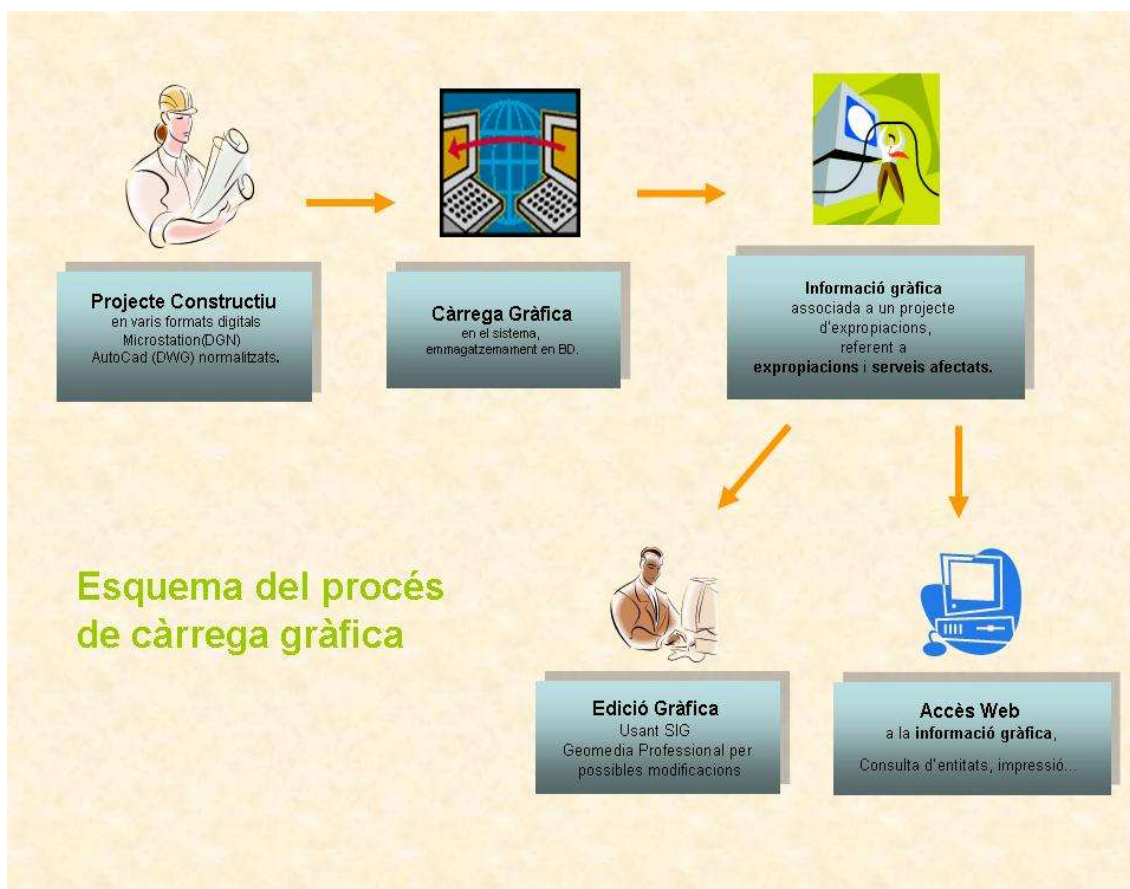 Projecte Constructiu
en varis formats digitals
Microstation(DGN)
AutoCad (DWG) normalitzats.
Càrrega Gràfica
en el sistema,
emmagatzemament en BD.
Informació gràfica
associada a un projecte
d'expropiacions,
referent a
expropiacions i serveis afectats.
Esquema del procés
de càrrega gràfica
Edició Gràfica
Usant SIG
Geomedia Professional per
possibles modificacions
Accès Web
a la informació gràfica,
Consulta d'entitats, impressió...